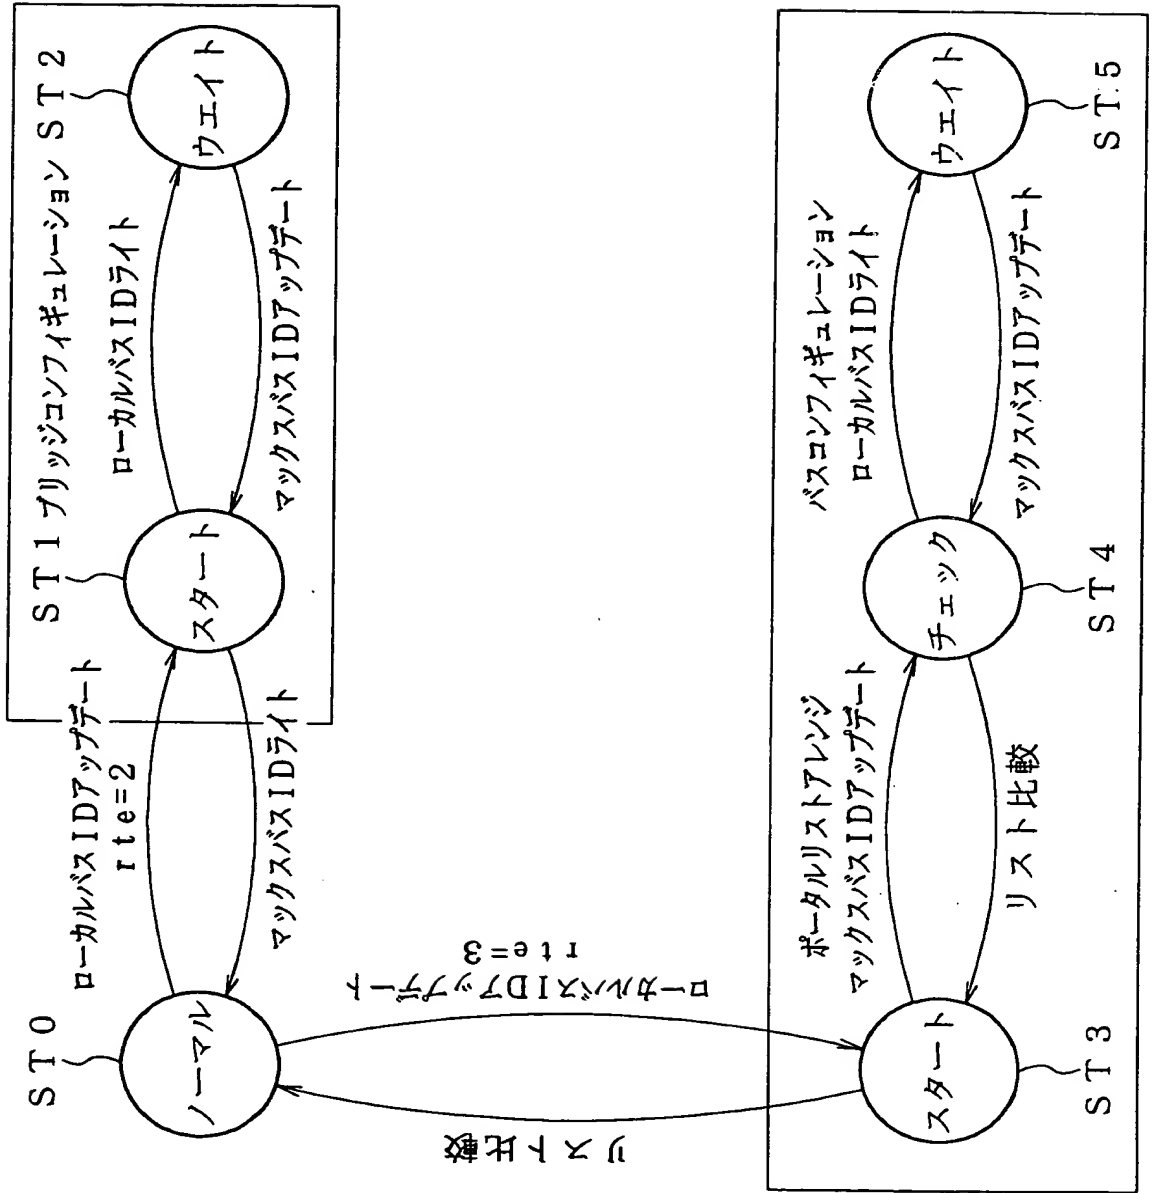 ST0
ノーマル
ローカルバスIDアップデート
rte=2
マックスバスIDライト
ST1
ブリッジコンフィギュレーション
ST2
スタート
ローカルバスIDライト
マックスバスIDアップデート
ウエイト
ローカルバスIDアップデート
rte=3
リスト比較
スタート
ST3
ポータルリストアレンジ
マックスバスIDアップデート
リスト比較
チェック
ST4
バスコンフィギュレーション
ローカルバスIDライト
マックスバスIDアップデート
ウエイト
ST5